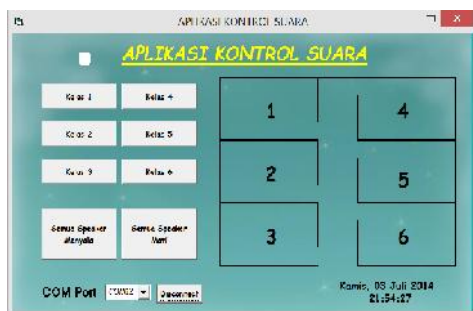 APLIKASI KONTROL SUARA
APLIKASI KONTROL SUARA
Kelas 1
Kelas 4
Kelas 2
Kelas 5
Kelas 3
Kelas 6
Semua Speaker
Menyala
Semua Speaker
Mati
1
4
2
5
3
6
COM Port
COM22
Disconnect
Kamis, 03 Juli 2014
21:54:27